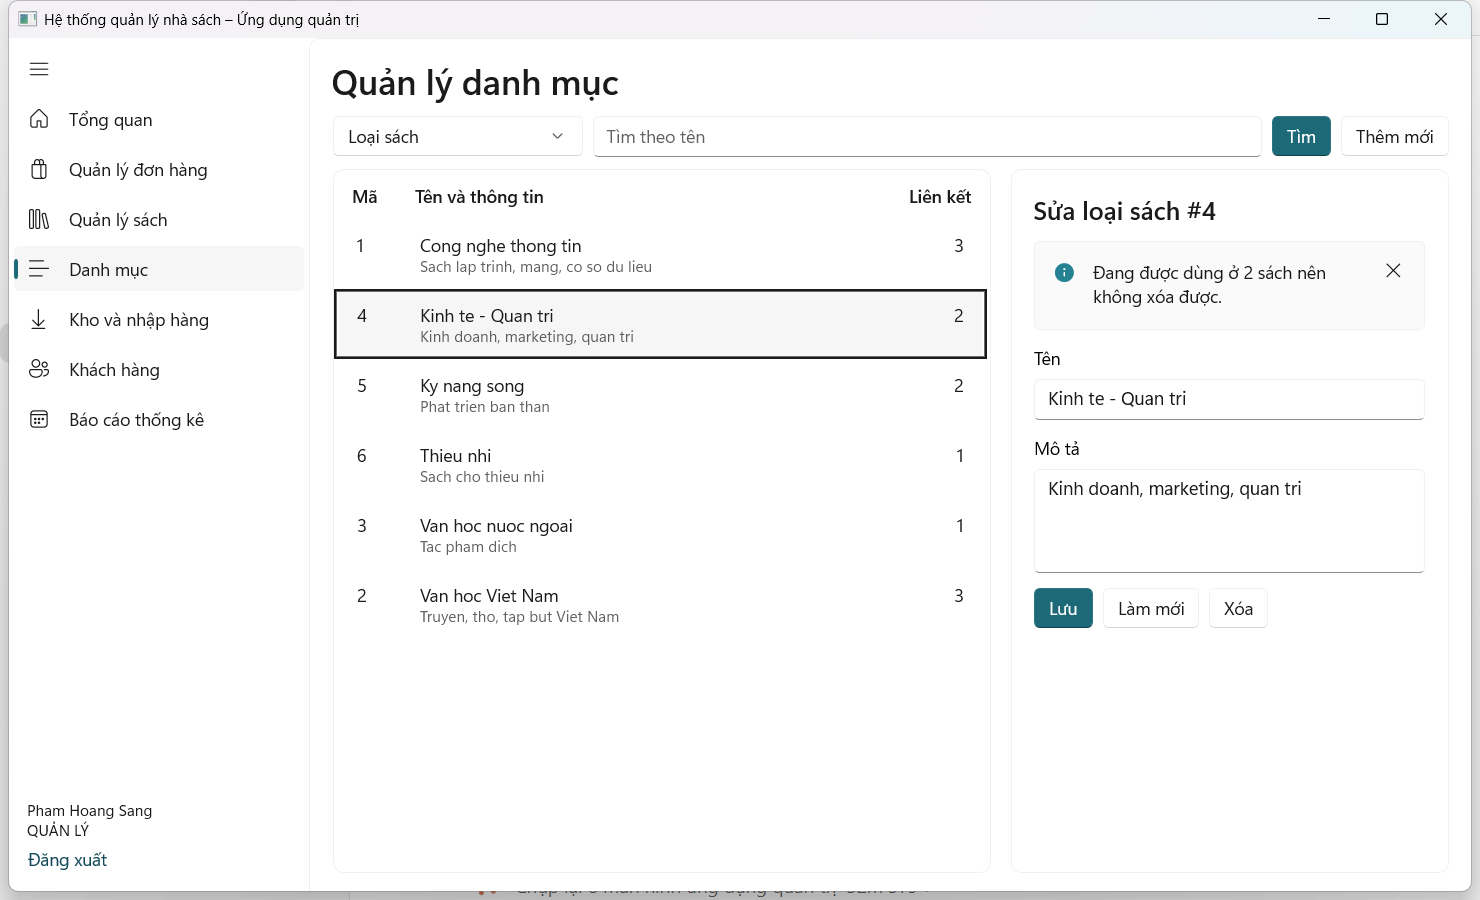 Hệ thống quản lý nhà sách – Ứng dụng quản trị
Tổng quan
Quản lý đơn hàng
Quản lý sách
Danh mục
Kho và nhập hàng
Khách hàng
Báo cáo thống kê
Pham Hoang Sang
QUẢN LÝ
Đăng xuất
Quản lý danh mục
Loại sách
Tìm theo tên
Tìm
Thêm mới
Mã Tên và thông tin Liên kết
1 Cong nghe thong tin 3
Sach lap trinh, mang, co so du lieu
4 Kinh te - Quan tri 2
Kinh doanh, marketing, quan tri
5 Ky nang song 2
Phat trien ban than
6 Thieu nhi 1
Sach cho thieu nhi
3 Van hoc nuoc ngoai 1
Tac pham dich
2 Van hoc Viet Nam 3
Truyen, tho, tap but Viet Nam
Sửa loại sách #4
Đang được dùng ở 2 sách nên
không xóa được.
Tên
Kinh te - Quan tri
Mô tả
Kinh doanh, marketing, quan tri
Lưu
Làm mới
Xóa